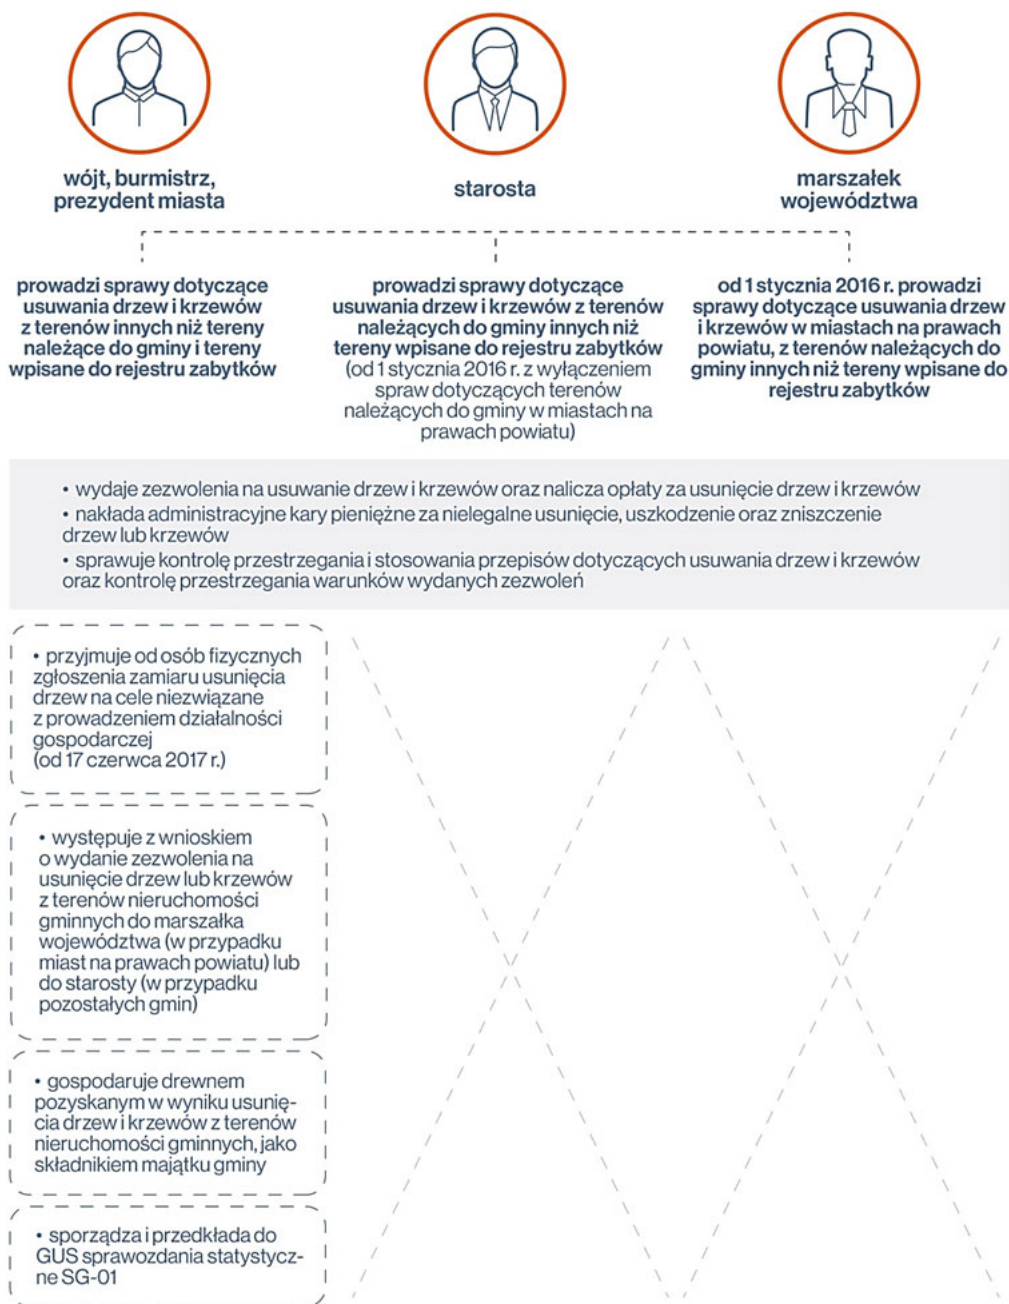 wójt, burmistrz,
prezydent miasta
starosta
marszałek
województwa
prowadzi sprawy dotyczące
usuwania drzew i krzewów
z terenów innych niż tereny
należące do gminy i tereny
wpisane do rejestru zabytków
prowadzi sprawy dotyczące
usuwania drzew i krzewów z terenów
należących do gminy innych niż
tereny wpisane do rejestru zabytków
(od 1 stycznia 2016 r. z wyłączeniem
spraw dotyczących terenów
należących do gminy w miastach na
prawach powiatu)
od 1 stycznia 2016 r. prowadzi
sprawy dotyczące usuwania drzew
i krzewów w miastach na prawach
powiatu, z terenów należących do
gminy innych niż tereny wpisane do
rejestru zabytków
• wydaje zezwolenia na usuwanie drzew i krzewów oraz nalicza opłaty za usunięcie drzew i krzewów
• nakłada administracyjne kary pieniężne za nielegalne usunięcie, uszkodzenie oraz zniszczenie
drzew lub krzewów
• sprawuje kontrolę przestrzegania i stosowania przepisów dotyczących usuwania drzew i krzewów
oraz kontrolę przestrzegania warunków wydanych zezwoleń
• przyjmuje od osób fizycznych
zgłoszenia zamiaru usunięcia
drzew na cele niezwiązane
z prowadzeniem działalności
gospodarczej
(od 17 czerwca 2017 r.)
• występuje z wnioskiem
o wydanie zezwolenia na
usunięcie drzew lub krzewów
z terenów nieruchomości
gminnych do marszałka
województwa (w przypadku
miast na prawach powiatu) lub
do starosty (w przypadku
pozostałych gmin)
• gospodaruje drewnem
pozyskanym w wyniku usunię-
cia drzew i krzewów z terenów
nieruchomości gminnych, jako
składnikiem majątku gminy
• sporządza i przedkłada do
GUS sprawozdania statystycz-
ne SG-01